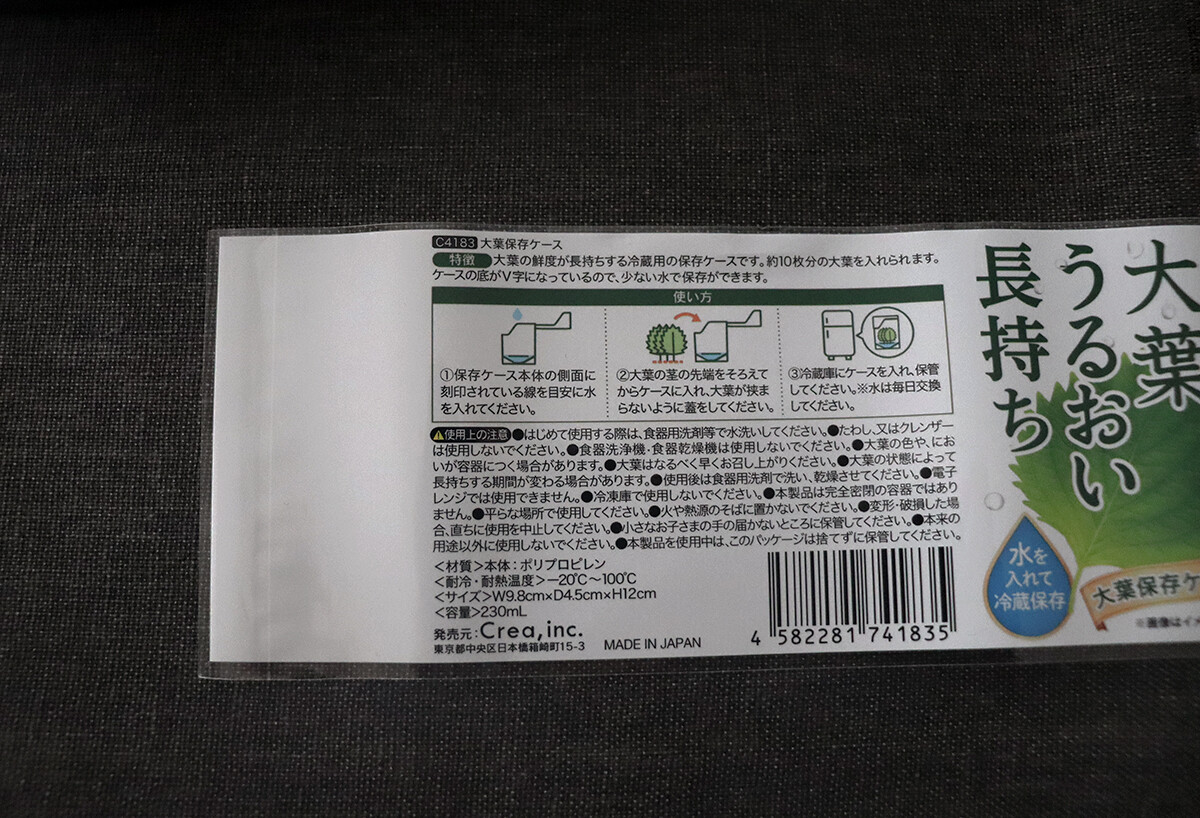 C4183 大葉保存ケース
特徴 大葉の鮮度が長持ちする冷蔵用の保存ケースです。約10枚分の大葉を入れられます。
ケースの底がV字になっているので、少ない水で保存ができます。
使い方
①保存ケース本体の側面に
刻印されている線を目安に水
を入れてください。
②大葉の茎の先端をそろえて
からケースに入れ、大葉が挟ま
らないように蓋をしてください。
③冷蔵庫にケースを入れ、保管
してください。※水は毎日交換
してください。
使用上の注意 ●はじめて使用する際は、食器用洗剤等で水洗いしてください。●たわし、又はクレンザー
は使用しないでください。●食器洗浄機・食器乾燥機は使用しないでください。●大葉の色や、にお
いが容器につく場合があります。●大葉はなるべく早くお召し上がりください。●大葉の状態によって
長持ちする期間が変わる場合があります。●使用後は食器用洗剤で洗い、乾燥させてください。●電子
レンジでは使用できません。●冷凍庫で使用しないでください。●本製品は完全密閉の容器ではあり
ません。●平らな場所で使用してください。●火や熱源のそばに置かないでください。●変形・破損した場
合、直ちに使用を中止してください。●小さなお子さまの手の届かないところに保管してください。●本来の
用途以外に使用しないでください。●本製品を使用中は、このパッケージは捨てずに保管してください。
<材質>本体:ポリプロピレン
<耐冷・耐熱温度>−20℃〜100℃
<サイズ>W9.8cm×D4.5cm×H12cm
<容量>230mL
発売元:Crea,inc.
東京都中央区日本橋箱崎町15-3 MADE IN JAPAN
4 582281 741835
大葉
うるおい
長持ち
水を
入れて
冷蔵保存
大葉保存ケ
※画像はイメ